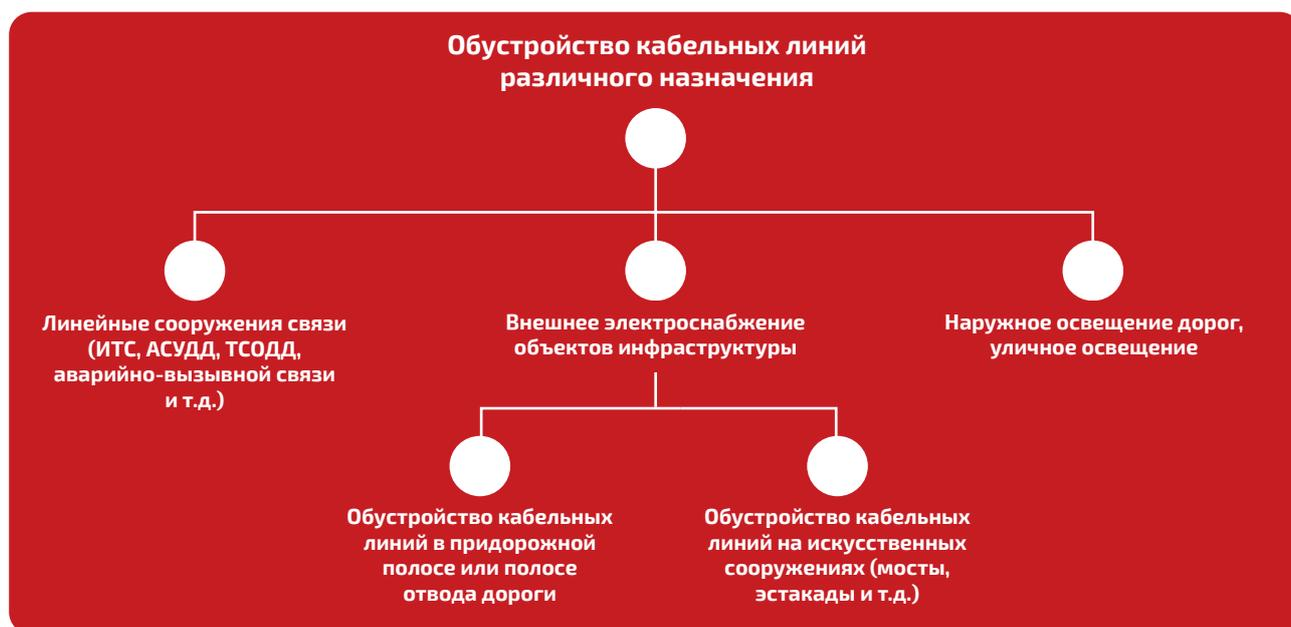 Обустройство кабельных линий
различного назначения
Линейные сооружения связи
(ИТС, АСУДД, ТСОДД,
аварийно-вызывной связи
и т.д.)
Внешнее электроснабжение
объектов инфраструктуры
Наружное освещение дорог,
уличное освещение
Обустройство кабельных
линий в придорожной
полосе или полосе
отвода дороги
Обустройство кабельных
линий на искусственных
сооружениях (мосты,
эстакады и т.д.)